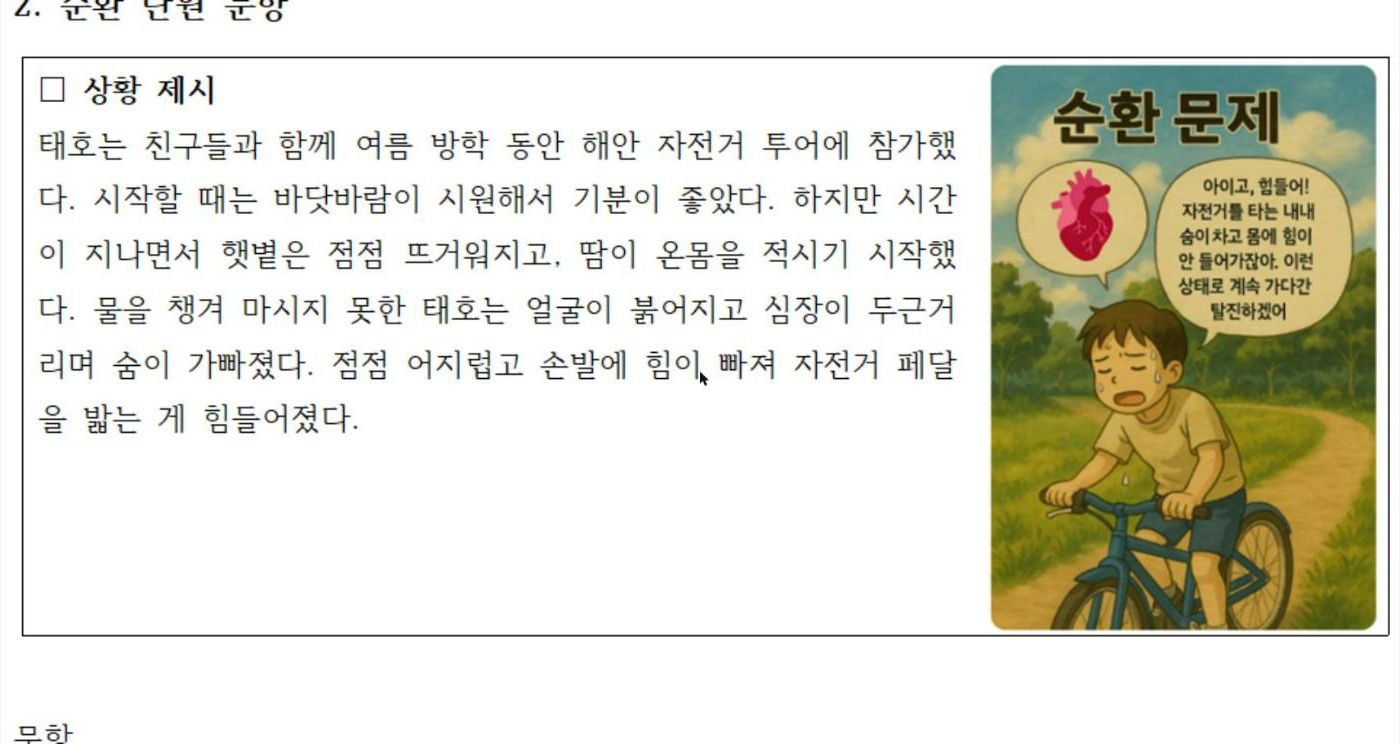 2. 순환 단원 문항
□ 상황 제시
태호는 친구들과 함께 여름 방학 동안 해안 자전거 투어에 참가했
다. 시작할 때는 바닷바람이 시원해서 기분이 좋았다. 하지만 시간
이 지나면서 햇볕은 점점 뜨거워지고, 땀이 온몸을 적시기 시작했
다. 물을 챙겨 마시지 못한 태호는 얼굴이 붉어지고 심장이 두근거
리며 숨이 가빠졌다. 점점 어지럽고 손발에 힘이 빠져 자전거 페달
을 밟는 게 힘들어졌다.
순환 문제
아이고, 힘들어!
자전거를 타는 내내
숨이 차고 몸에 힘이
안 들어가잖아. 이런
상태로 계속 가다간
탈진하겠어
문항